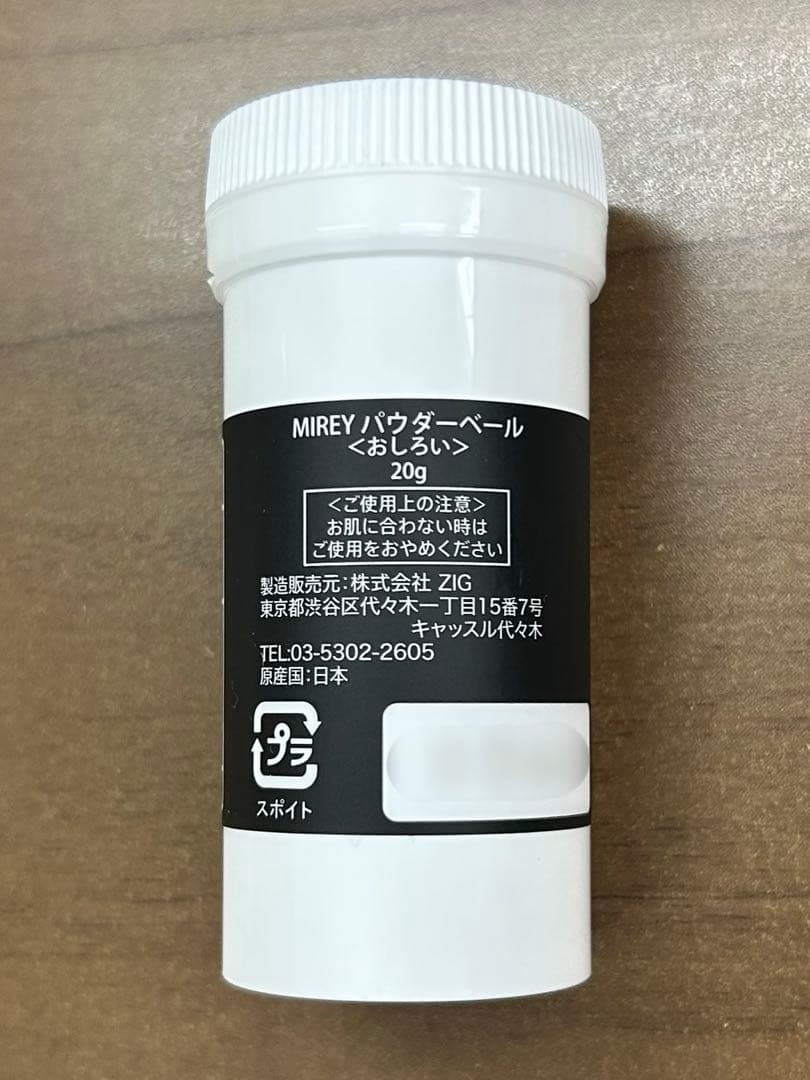 MIREY パウダーベール
＜おしろい＞
20g
＜ご使用上の注意＞
お肌に合わない時は
ご使用をおやめください
製造販売元：株式会社 ZIG
東京都渋谷区代々木一丁目15番7号
キャッスル代々木
TEL:03-5302-2605
原産国：日本
プラ
スポイト